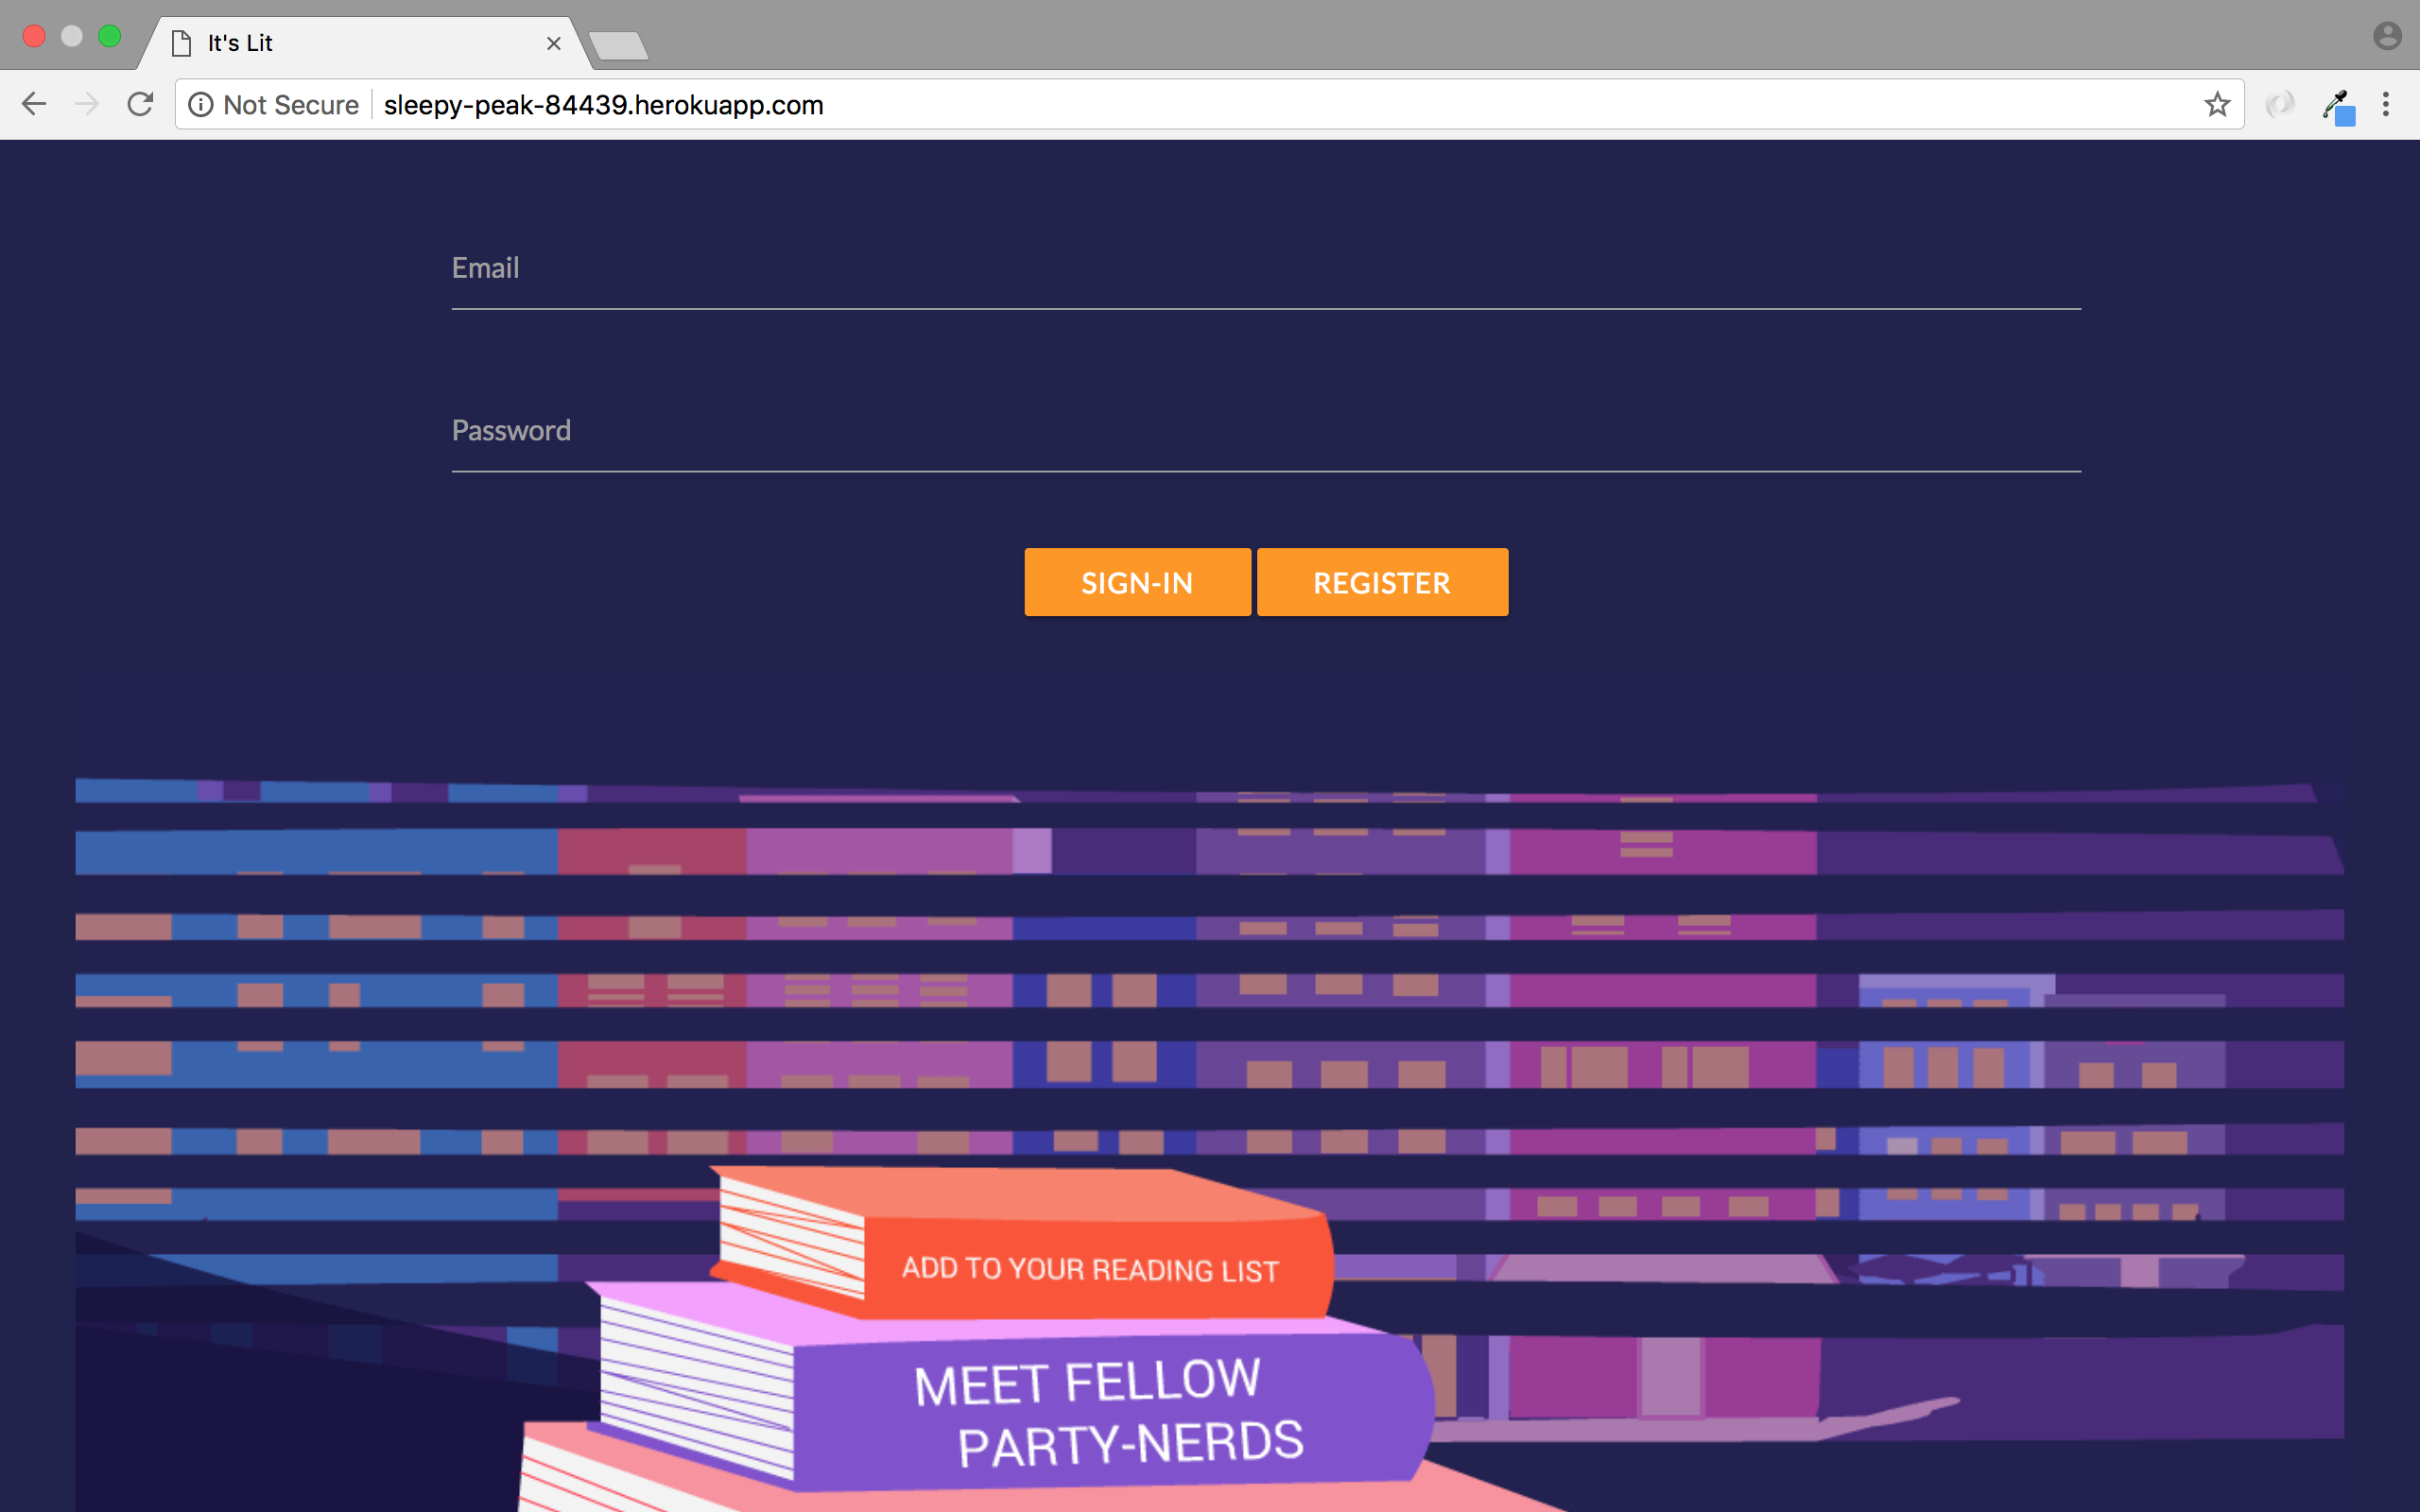 It's Lit
Not Secure sleepy-peak-84439.herokuapp.com
Email
Password
SIGN-IN REGISTER
ADD TO YOUR READING LIST
MEET FELLOW
PARTY-NERDS